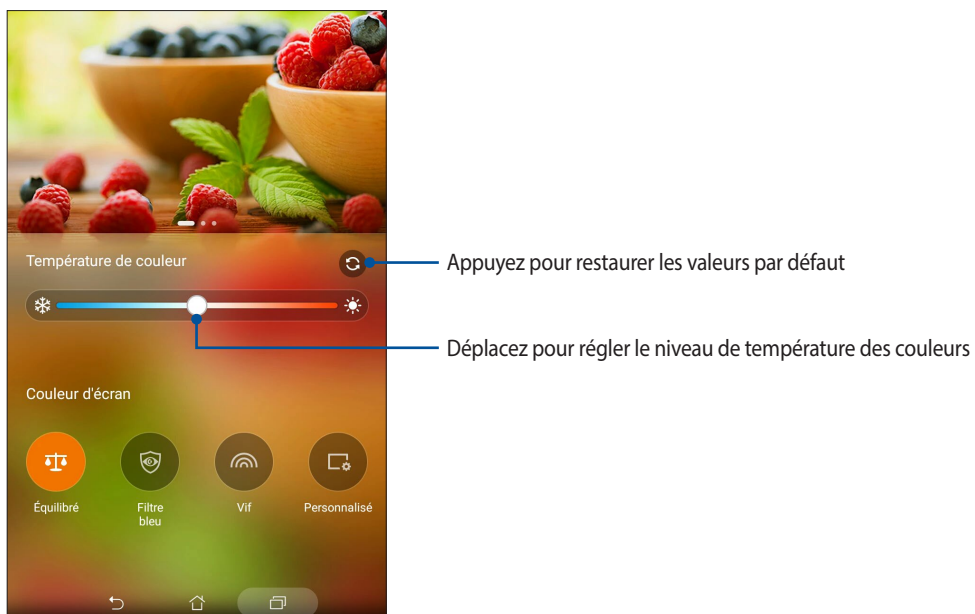 Température de couleur
Appuyez pour restaurer les valeurs par défaut
Déplacez pour régler le niveau de température des couleurs
Couleur d'écran
Équilibré
Filtre
bleu
Vif
Personnalisé